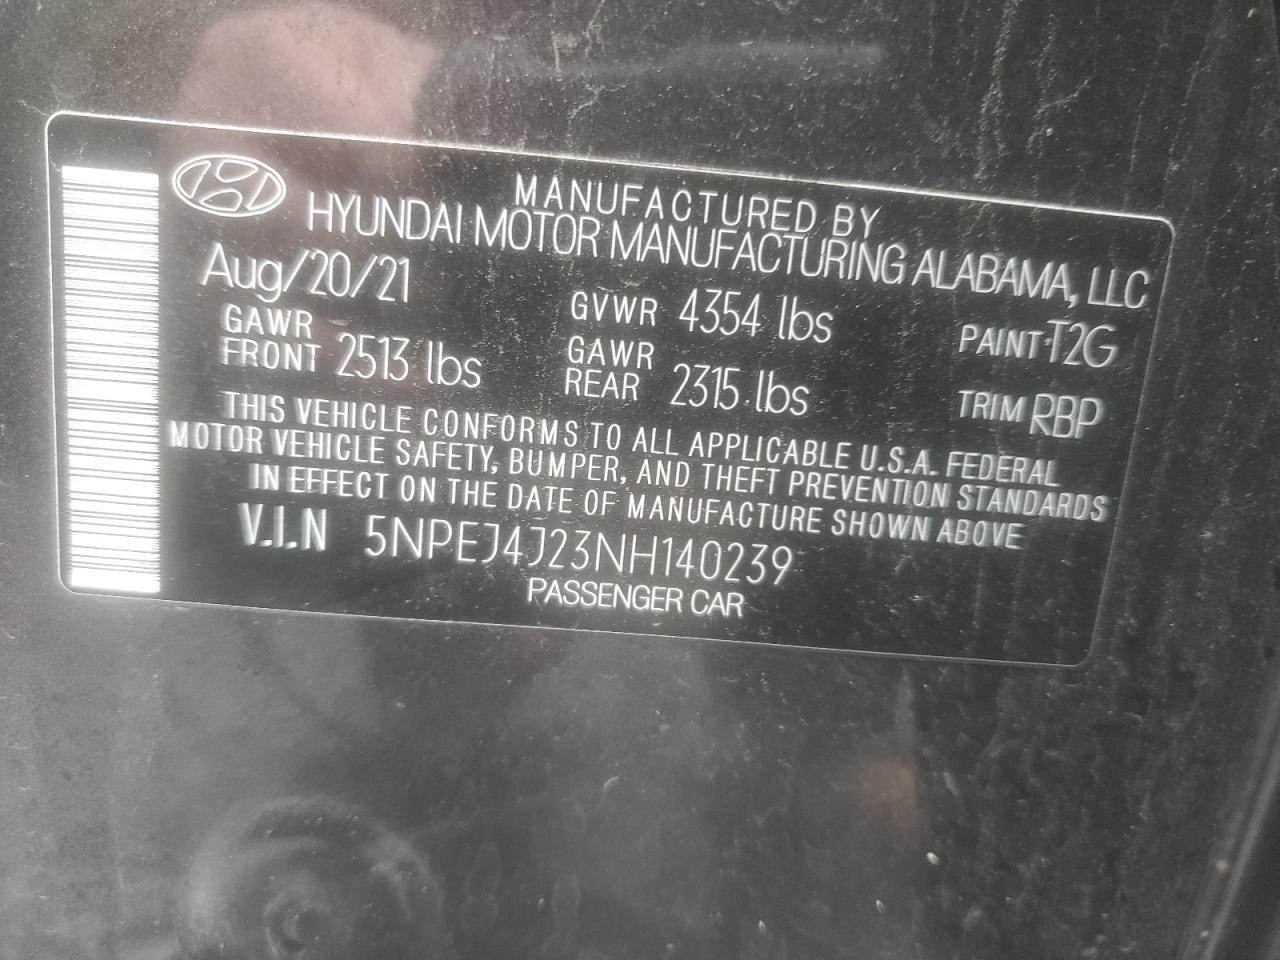 MANUFACTURED BY
HYUNDAI MOTOR MANUFACTURING ALABAMA, LLC
Aug/20/21 GVWR 4354 lbs PAINT T2G
GAWR FRONT 2513 lbs GAWR REAR 2315 lbs TRIM RBP
THIS VEHICLE CONFORMS TO ALL APPLICABLE U.S.A. FEDERAL
MOTOR VEHICLE SAFETY, BUMPER, AND THEFT PREVENTION STANDARDS
IN EFFECT ON THE DATE OF MANUFACTURE SHOWN ABOVE
V.I.N 5NPEJ4J23NH140239
PASSENGER CAR